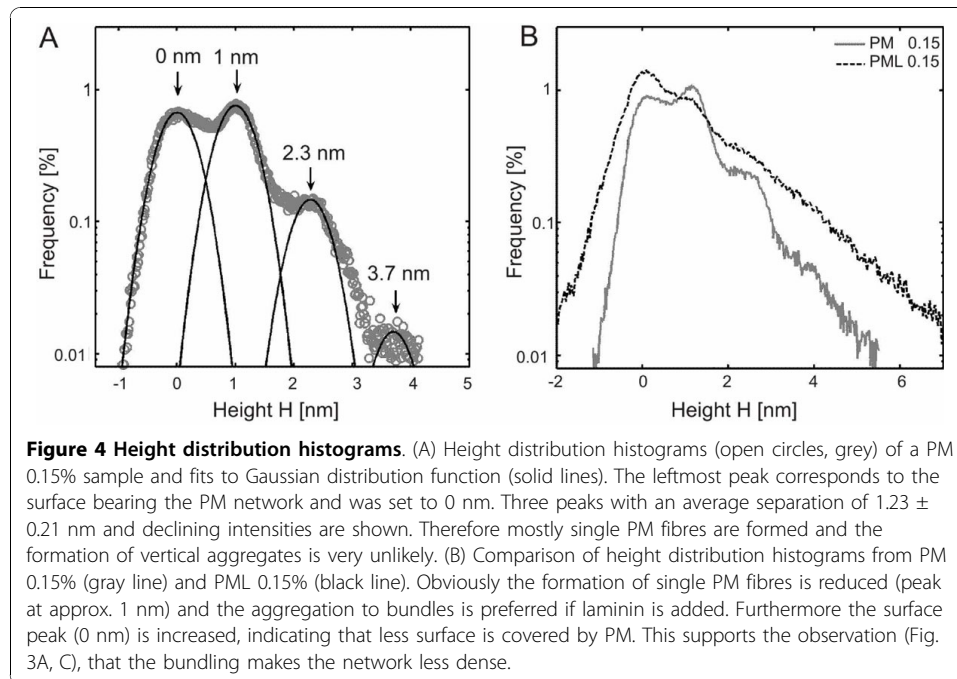 A
0 nm
1 nm
2.3 nm
3.7 nm
1
0.1
0.01
Frequency [%]
-1 0 1 2 3 4 5
Height H [nm]
B
PM 0.15
PML 0.15
1
0.1
0.01
Frequency [%]
-2 0 2 4 6
Height H [nm]
Figure 4 Height distribution histograms. (A) Height distribution histograms (open circles, grey) of a PM
0.15% sample and fits to Gaussian distribution function (solid lines). The leftmost peak corresponds to the
surface bearing the PM network and was set to 0 nm. Three peaks with an average separation of 1.23 ±
0.21 nm and declining intensities are shown. Therefore mostly single PM fibres are formed and the
formation of vertical aggregates is very unlikely. (B) Comparison of height distribution histograms from PM
0.15% (gray line) and PML 0.15% (black line). Obviously the formation of single PM fibres is reduced (peak
at approx. 1 nm) and the aggregation to bundles is preferred if laminin is added. Furthermore the surface
peak (0 nm) is increased, indicating that less surface is covered by PM. This supports the observation (Fig.
3A, C), that the bundling makes the network less dense.